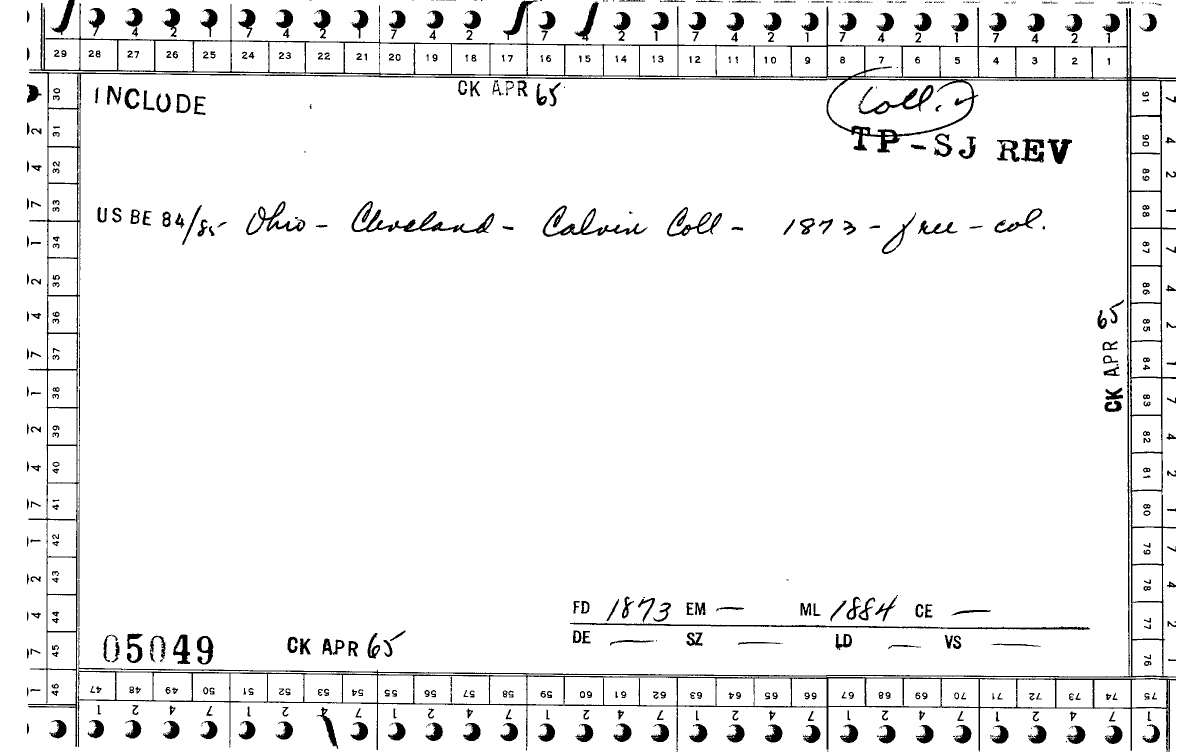 7 4 2 1 7 4 2 1 7 4 2 1 7 4 2 1 7 4 2 1 7 4 2 1
29 28 27 26 25 24 23 22 21 20 19 18 17 16 15 14 13 12 11 10 9 8 7 6 5 4 3 2 1
INCLUDE
CK APR 65
Coll.
TP-SJ REV
US BE 84/85- Ohio - Cleveland - Calvin Coll - 1873 - free - col.
CK APR 65
FD 1873 EM — ML 1884 CE —
DE — SZ — LD — VS —
05049
CK APR 65
30 31 32 33 34 35 36 37 38 39 40 41 42 43 44 45 46
91 90 89 88 87 86 85 84 83 82 81 80 79 78 77 76 75
47 48 49 50 51 52 53 54 55 56 57 58 59 60 61 62 63 64 65 66 67 68 69 70 71 72 73 74 75
1 2 4 7 1 2 4 7 1 2 4 7 1 2 4 7 1 2 4 7 1 2 4 7 1 2 4 7 1